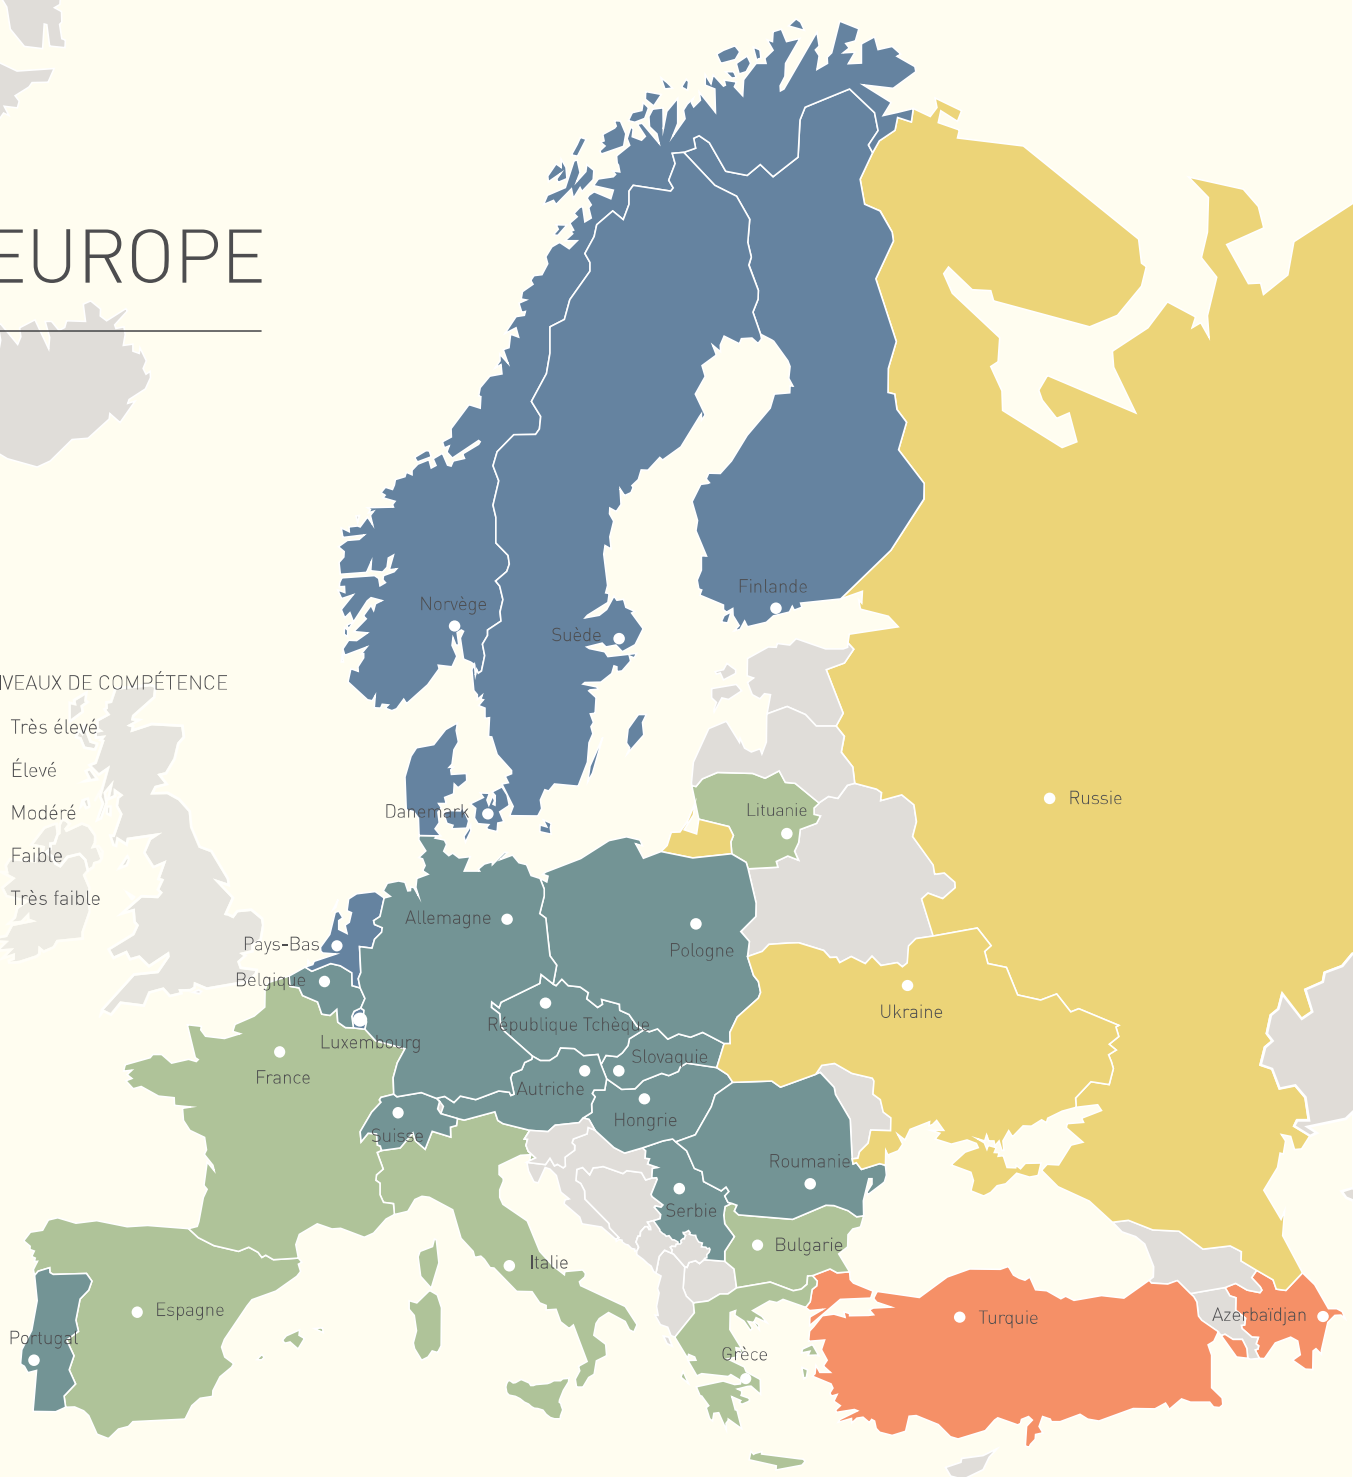 EUROPE
IVEAUX DE COMPÉTENCE
Très élevé
Élevé
Modéré
Faible
Très faible
Finlande
Norvège
Suède
Danemark
Lituanie
Russie
Allemagne
Pays-Bas
Pologne
Belgique
Ukraine
République Tchèque
Luxembourg
Slovaquie
France
Autriche
Hongrie
Suisse
Roumanie
Serbie
Bulgarie
Italie
Espagne
Turquie
Azerbaïdjan
Portugal
Grèce